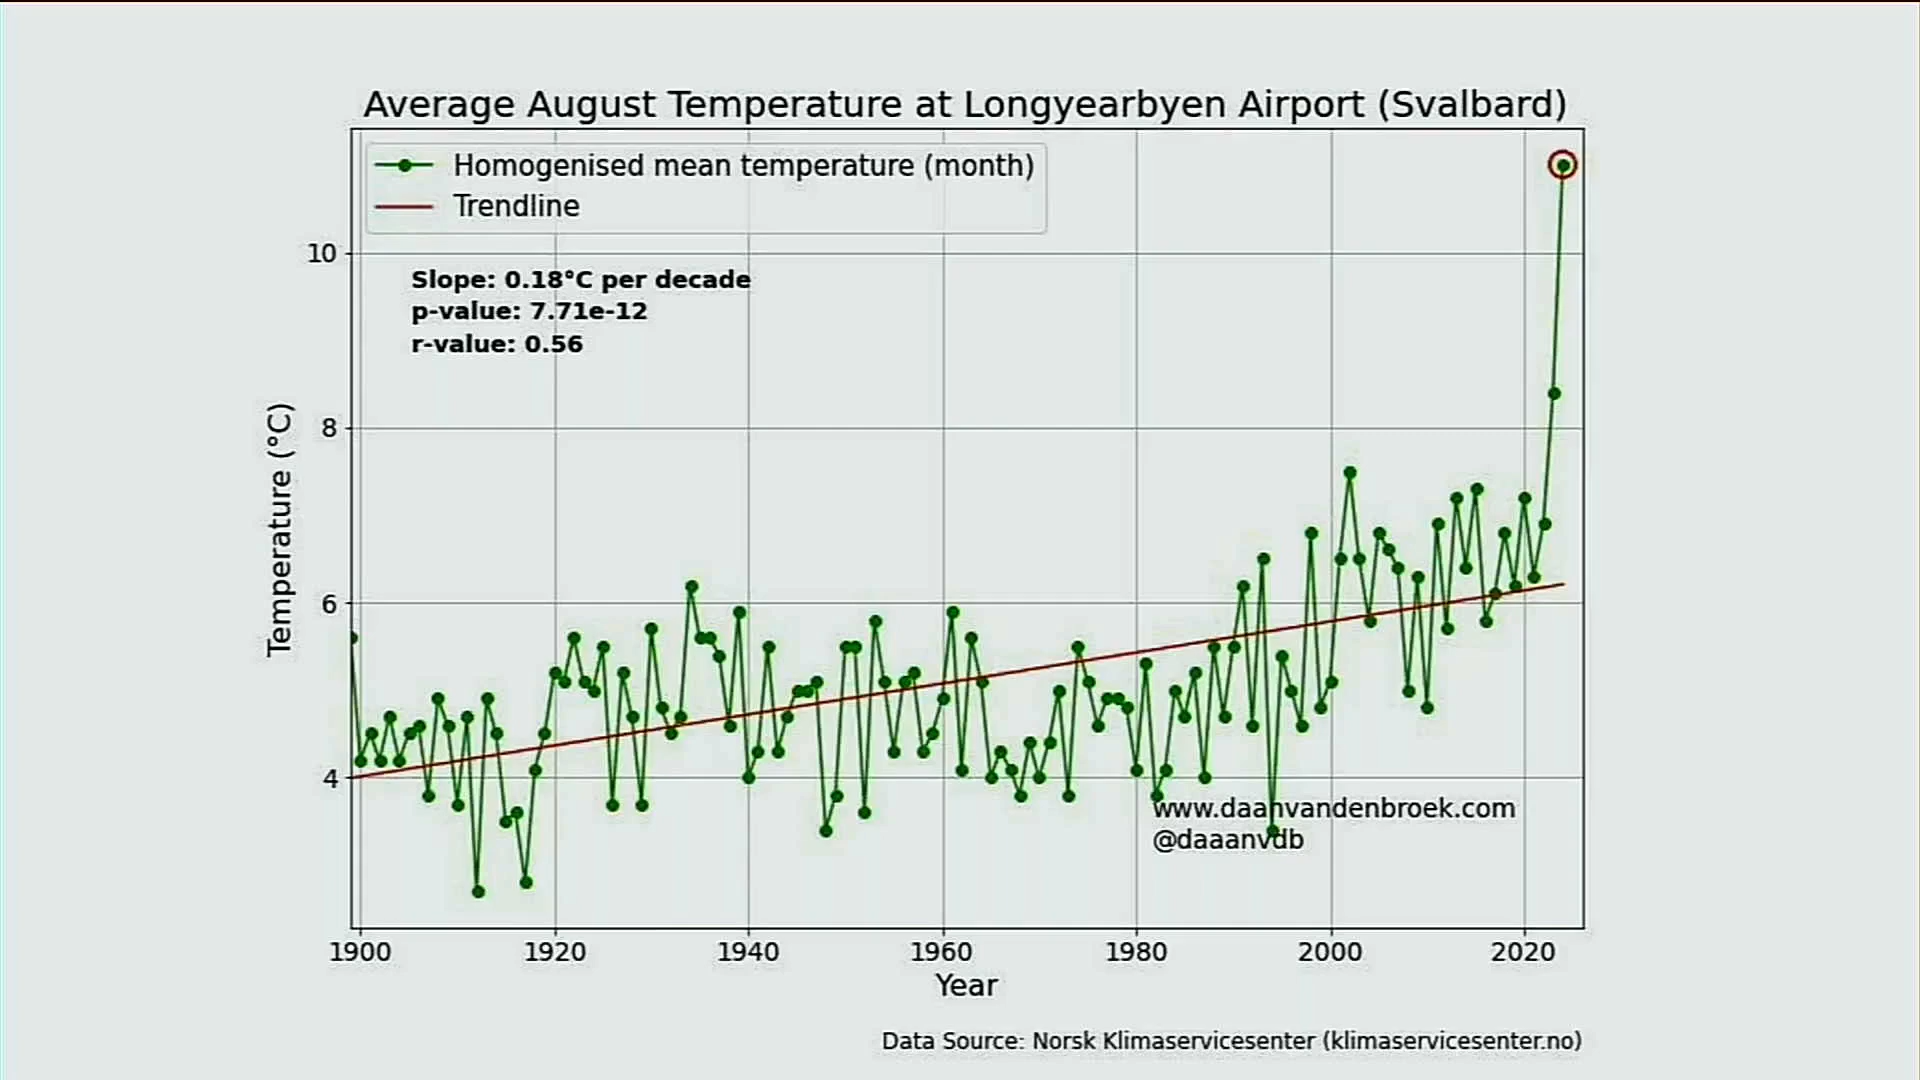 Average August Temperature at Longyearbyen Airport (Svalbard)
Homogenised mean temperature (month)
Trendline
Slope: 0.18°C per decade
p-value: 7.71e-12
r-value: 0.56
Temperature (°C)
10
8
6
4
www.daanvandenbroek.com
@daaanvdb
1900 1920 1940 1960 1980 2000 2020
Year
Data Source: Norsk Klimaservicesenter (klimaservicesenter.no)